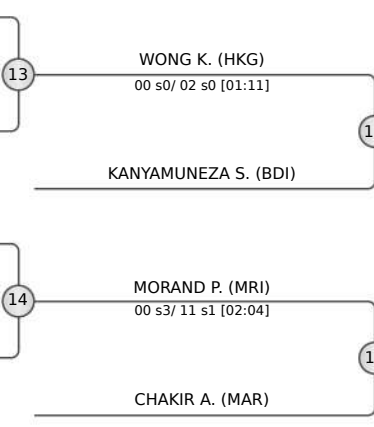 WONG K. (HKG)
13
00 s0/ 02 s0 [01:11]
KANYAMUNEZA S. (BDI)
MORAND P. (MRI)
14
00 s3/ 11 s1 [02:04]
CHAKIR A. (MAR)